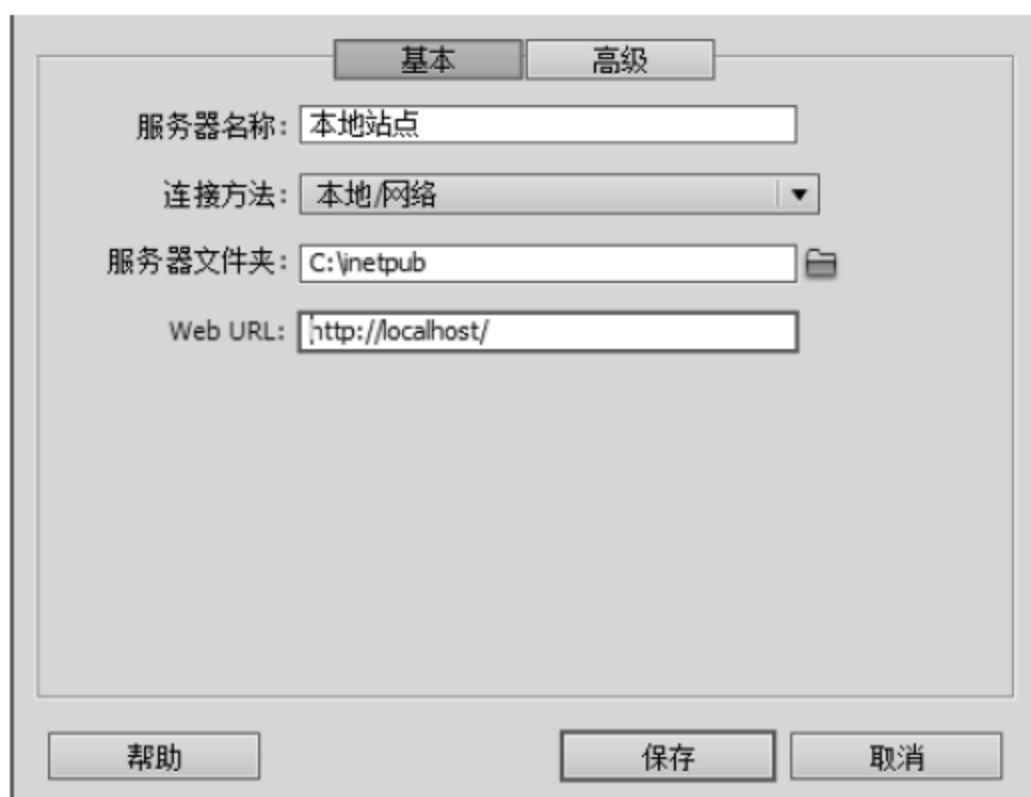 基本 高级
服务器名称: 本地站点
连接方法: 本地/网络
服务器文件夹: C:\inetpub
Web URL: http://localhost/
帮助 保存 取消